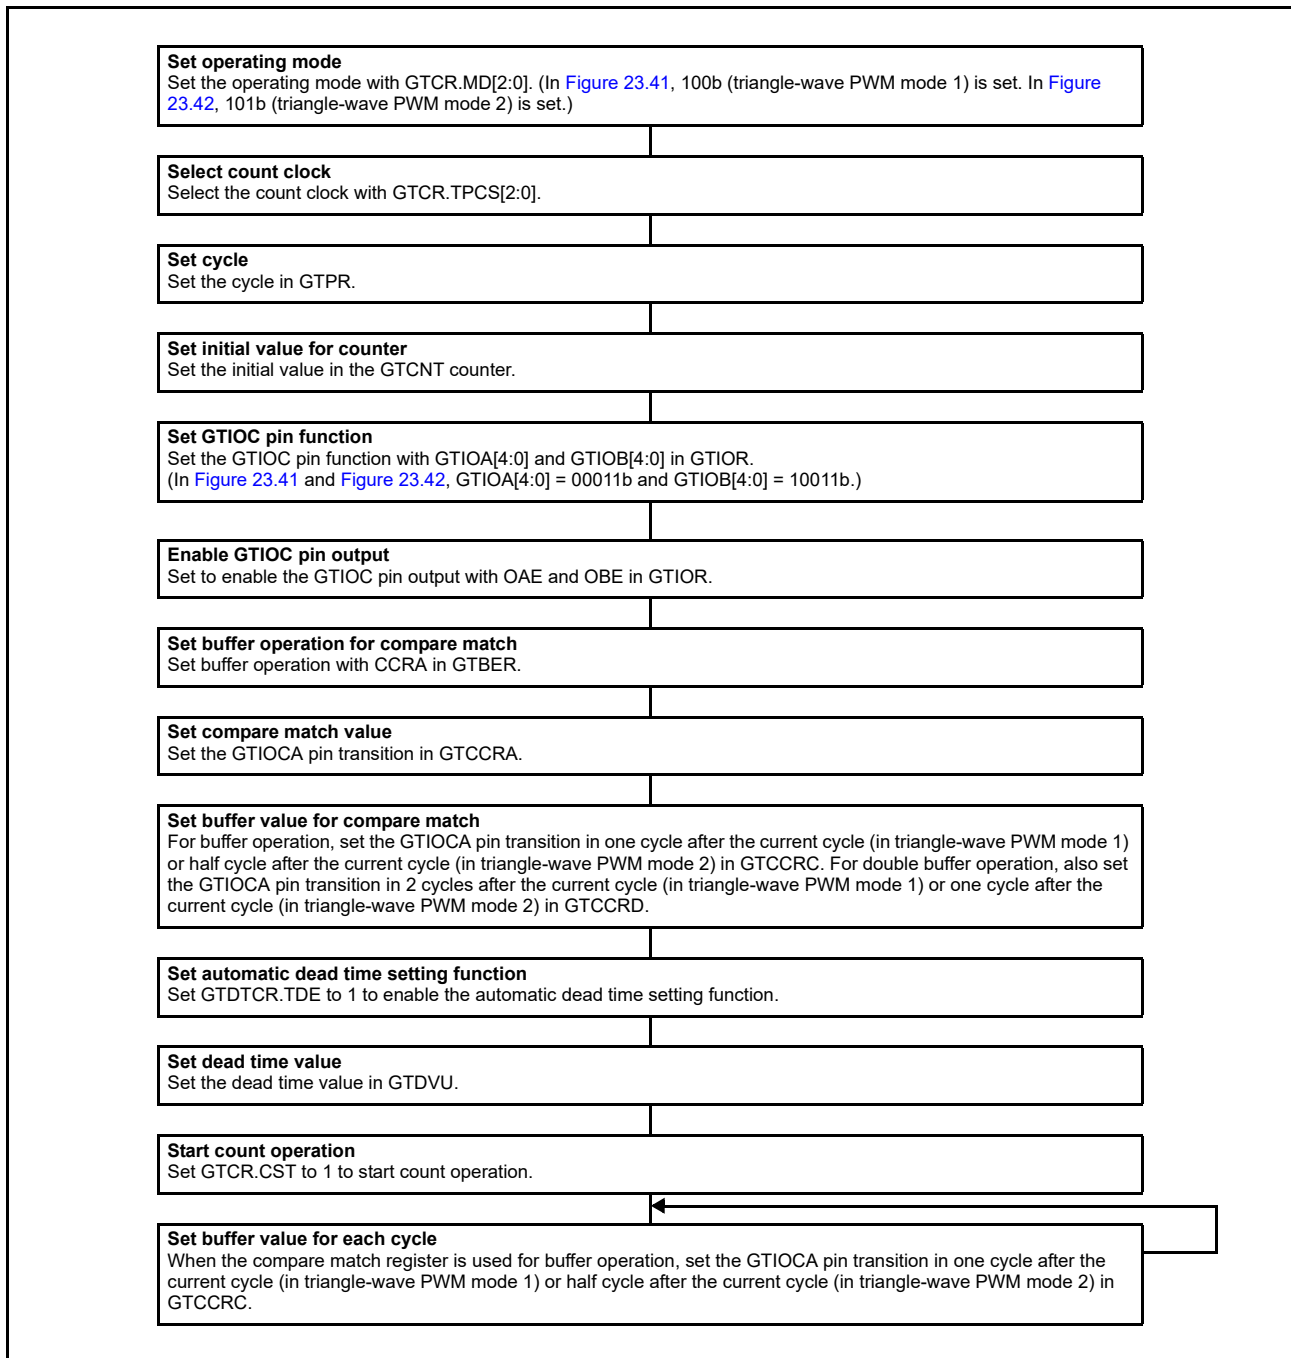 Set operating mode
Set the operating mode with GTCR.MD[2:0]. (In Figure 23.41, 100b (triangle-wave PWM mode 1) is set. In Figure
23.42, 101b (triangle-wave PWM mode 2) is set.)
Select count clock
Select the count clock with GTCR.TPCS[2:0].
Set cycle
Set the cycle in GTPR.
Set initial value for counter
Set the initial value in the GTCNT counter.
Set GTIOC pin function
Set the GTIOC pin function with GTIOA[4:0] and GTIOB[4:0] in GTIOR.
(In Figure 23.41 and Figure 23.42, GTIOA[4:0] = 00011b and GTIOB[4:0] = 10011b.)
Enable GTIOC pin output
Set to enable the GTIOC pin output with OAE and OBE in GTIOR.
Set buffer operation for compare match
Set buffer operation with CCRA in GTBER.
Set compare match value
Set the GTIOCA pin transition in GTCCRA.
Set buffer value for compare match
For buffer operation, set the GTIOCA pin transition in one cycle after the current cycle (in triangle-wave PWM mode 1)
or half cycle after the current cycle (in triangle-wave PWM mode 2) in GTCCRC. For double buffer operation, also set
the GTIOCA pin transition in 2 cycles after the current cycle (in triangle-wave PWM mode 1) or one cycle after the
current cycle (in triangle-wave PWM mode 2) in GTCCRD.
Set automatic dead time setting function
Set GTDTCR.TDE to 1 to enable the automatic dead time setting function.
Set dead time value
Set the dead time value in GTDVU.
Start count operation
Set GTCR.CST to 1 to start count operation.
Set buffer value for each cycle
When the compare match register is used for buffer operation, set the GTIOCA pin transition in one cycle after the
current cycle (in triangle-wave PWM mode 1) or half cycle after the current cycle (in triangle-wave PWM mode 2) in
GTCCRC.